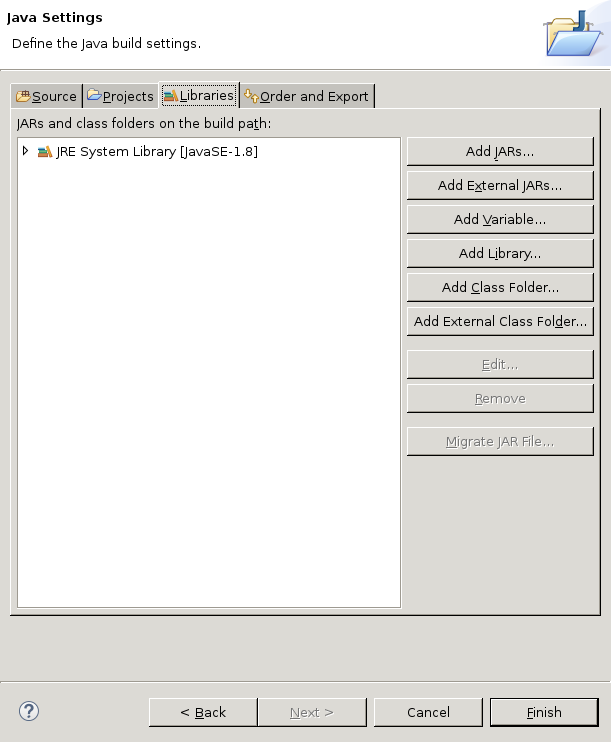 Java Settings
Define the Java build settings.
Source Projects Libraries Order and Export
JARs and class folders on the build path:
JRE System Library [JavaSE-1.8]
Add JARs...
Add External JARs...
Add Variable...
Add Library...
Add Class Folder...
Add External Class Folder...
Edit...
Remove
Migrate JAR File...
? < Back Next > Cancel Finish